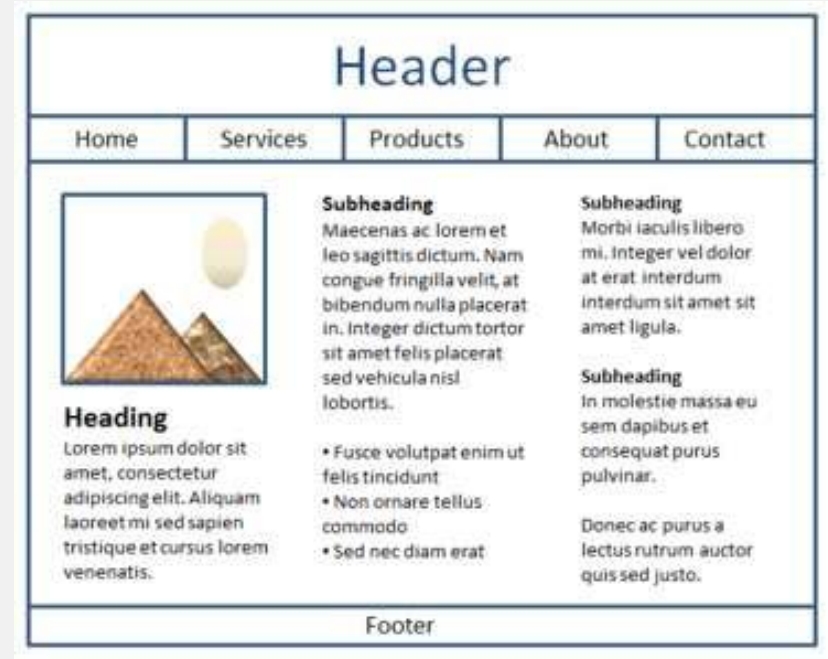 Header
Home Services Products About Contact
Heading
Lorem ipsum dolor sit
amet, consectetur
adipiscing elit. Aliquam
laoreet mi sed sapien
tristique et cursus lorem
venenatis.
Subheading
Maecenas ac lorem et
leo sagittis dictum. Nam
congue fringilla velit, at
bibendum nulla placerat
in. Integer dictum tortor
sit amet felis placerat
sed vehicula nisl
lobortis.
• Fusce volutpat enim ut
felis tincidunt
• Non ornare tellus
commodo
• Sed nec diam erat
Subheading
Morbi iaculis libero
mi. Integer vel dolor
at erat interdum
interdum sit amet sit
amet ligula.
Subheading
In molestie massa eu
sem dapibus et
consequat purus
pulvinar.
Donec ac purus a
lectus rutrum auctor
quis sed justo.
Footer